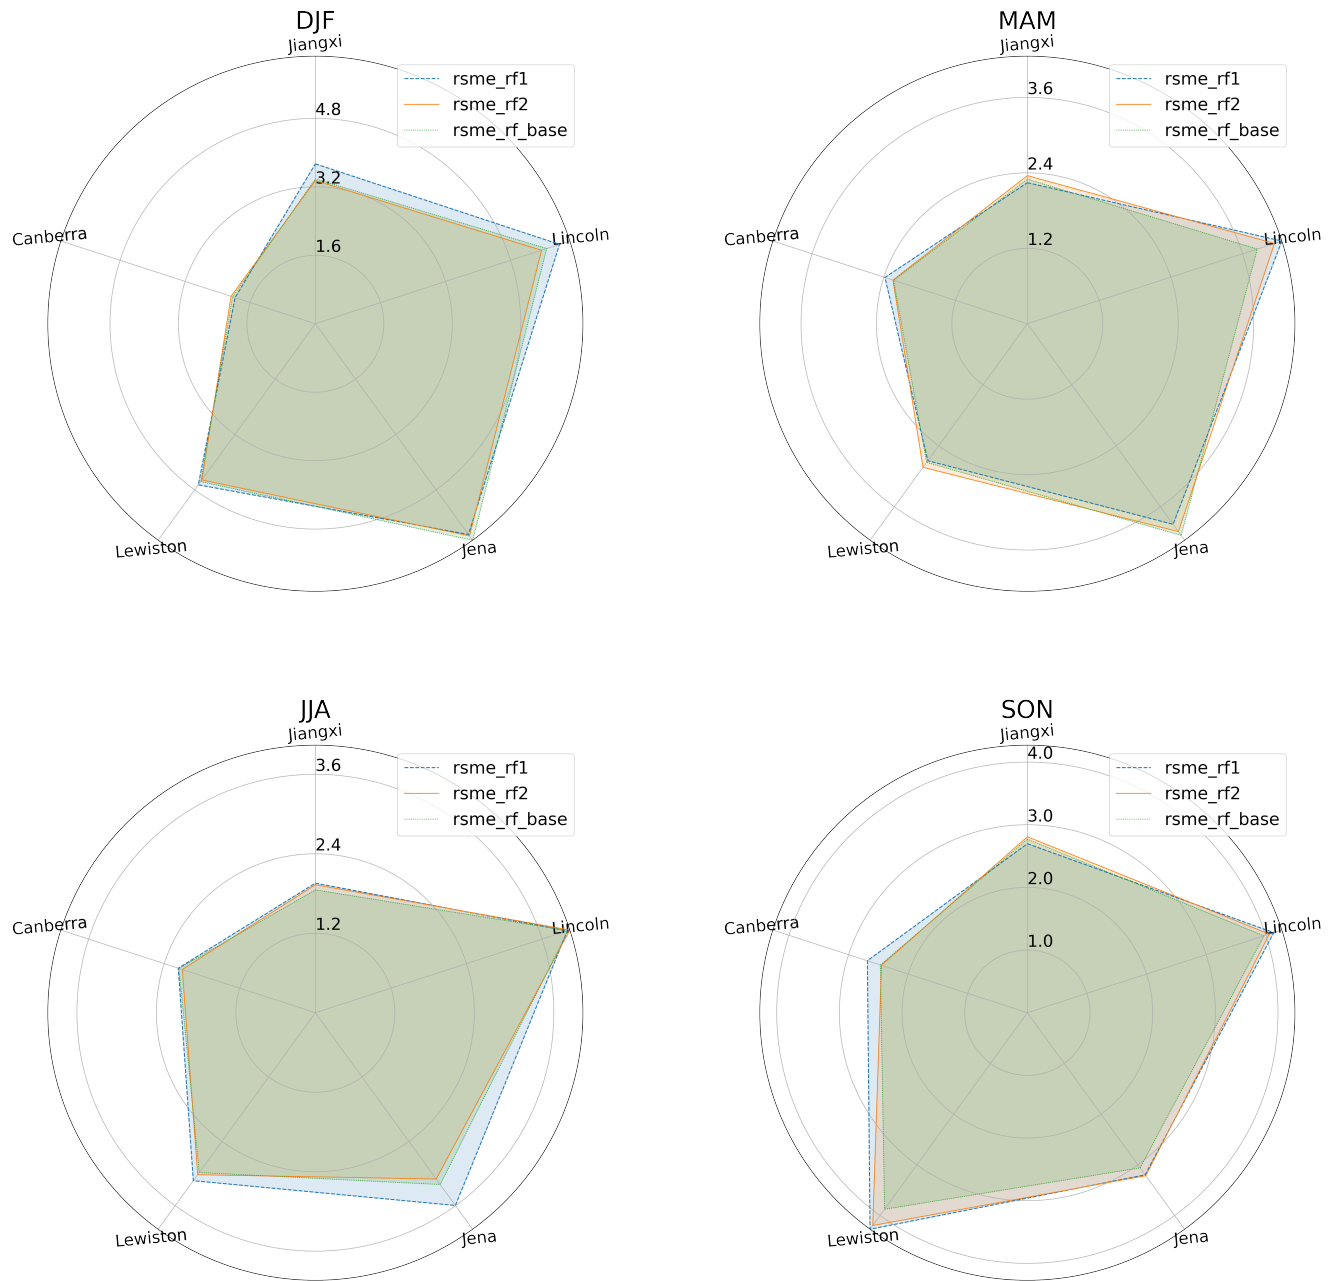 DJF
Jiangxi
rsme_rf1
rsme_rf2
rsme_rf_base
4.8
3.2
1.6
Canberra
Lincoln
Lewiston
Jena
MAM
Jiangxi
rsme_rf1
rsme_rf2
rsme_rf_base
3.6
2.4
1.2
Canberra
Lincoln
Lewiston
Jena
JJA
Jiangxi
rsme_rf1
rsme_rf2
rsme_rf_base
3.6
2.4
1.2
Canberra
Lincoln
Lewiston
Jena
SON
Jiangxi
rsme_rf1
rsme_rf2
rsme_rf_base
4.0
3.0
2.0
1.0
Canberra
Lincoln
Lewiston
Jena